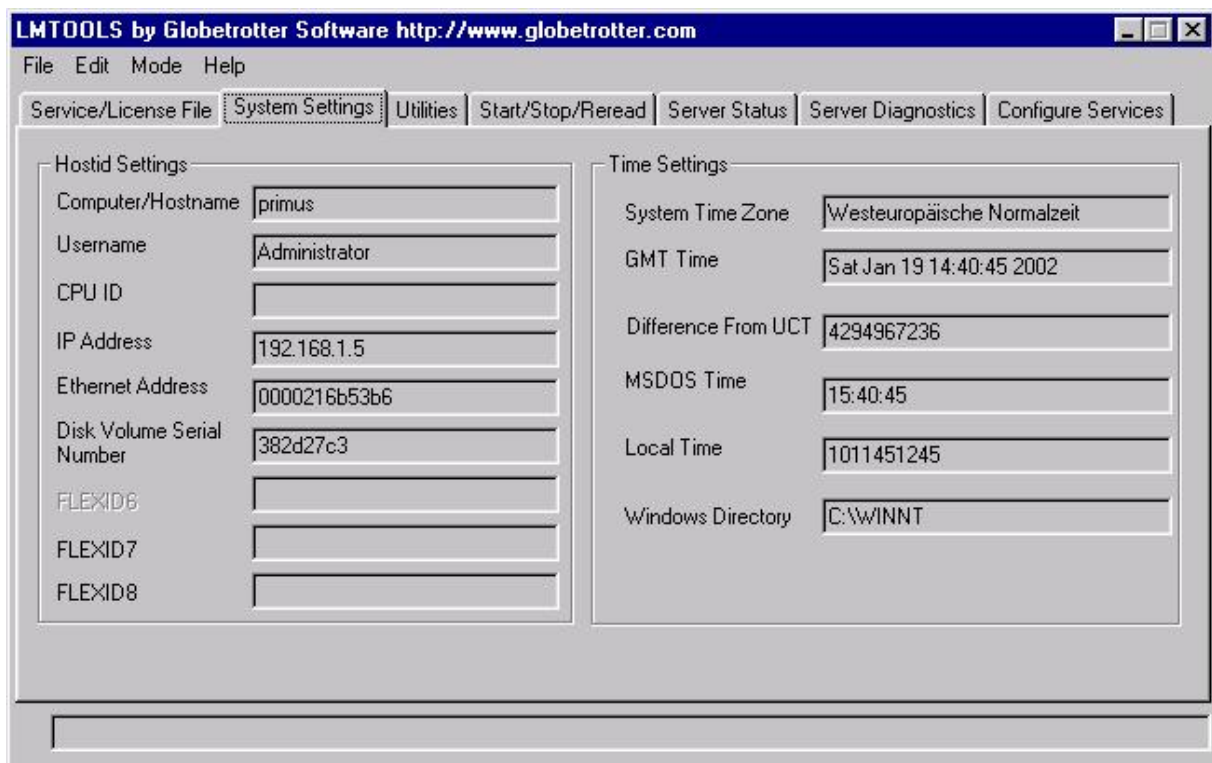 LMTOOLS by Globetrotter Software http://www.globetrotter.com
File Edit Mode Help
Service/License File System Settings Utilities Start/Stop/Reread Server Status Server Diagnostics Configure Services
Hostid Settings
Computer/Hostname primus
Username Administrator
CPU ID
IP Address 192.168.1.5
Ethernet Address 0000216b53b6
Disk Volume Serial
Number 382d27c3
FLEXID6
FLEXID7
FLEXID8
Time Settings
System Time Zone Westeuropäische Normalzeit
GMT Time Sat Jan 19 14:40:45 2002
Difference From UCT 4294967236
MSDOS Time 15:40:45
Local Time 1011451245
Windows Directory C:\WINNT